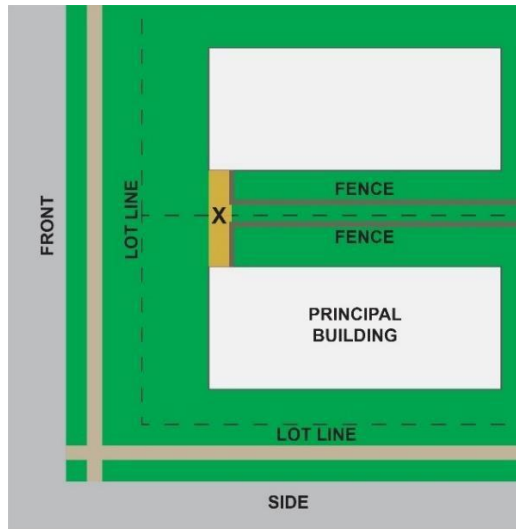 FENCE
X
FENCE
LOT LINE
FRONT
PRINCIPAL
BUILDING
LOT LINE
SIDE